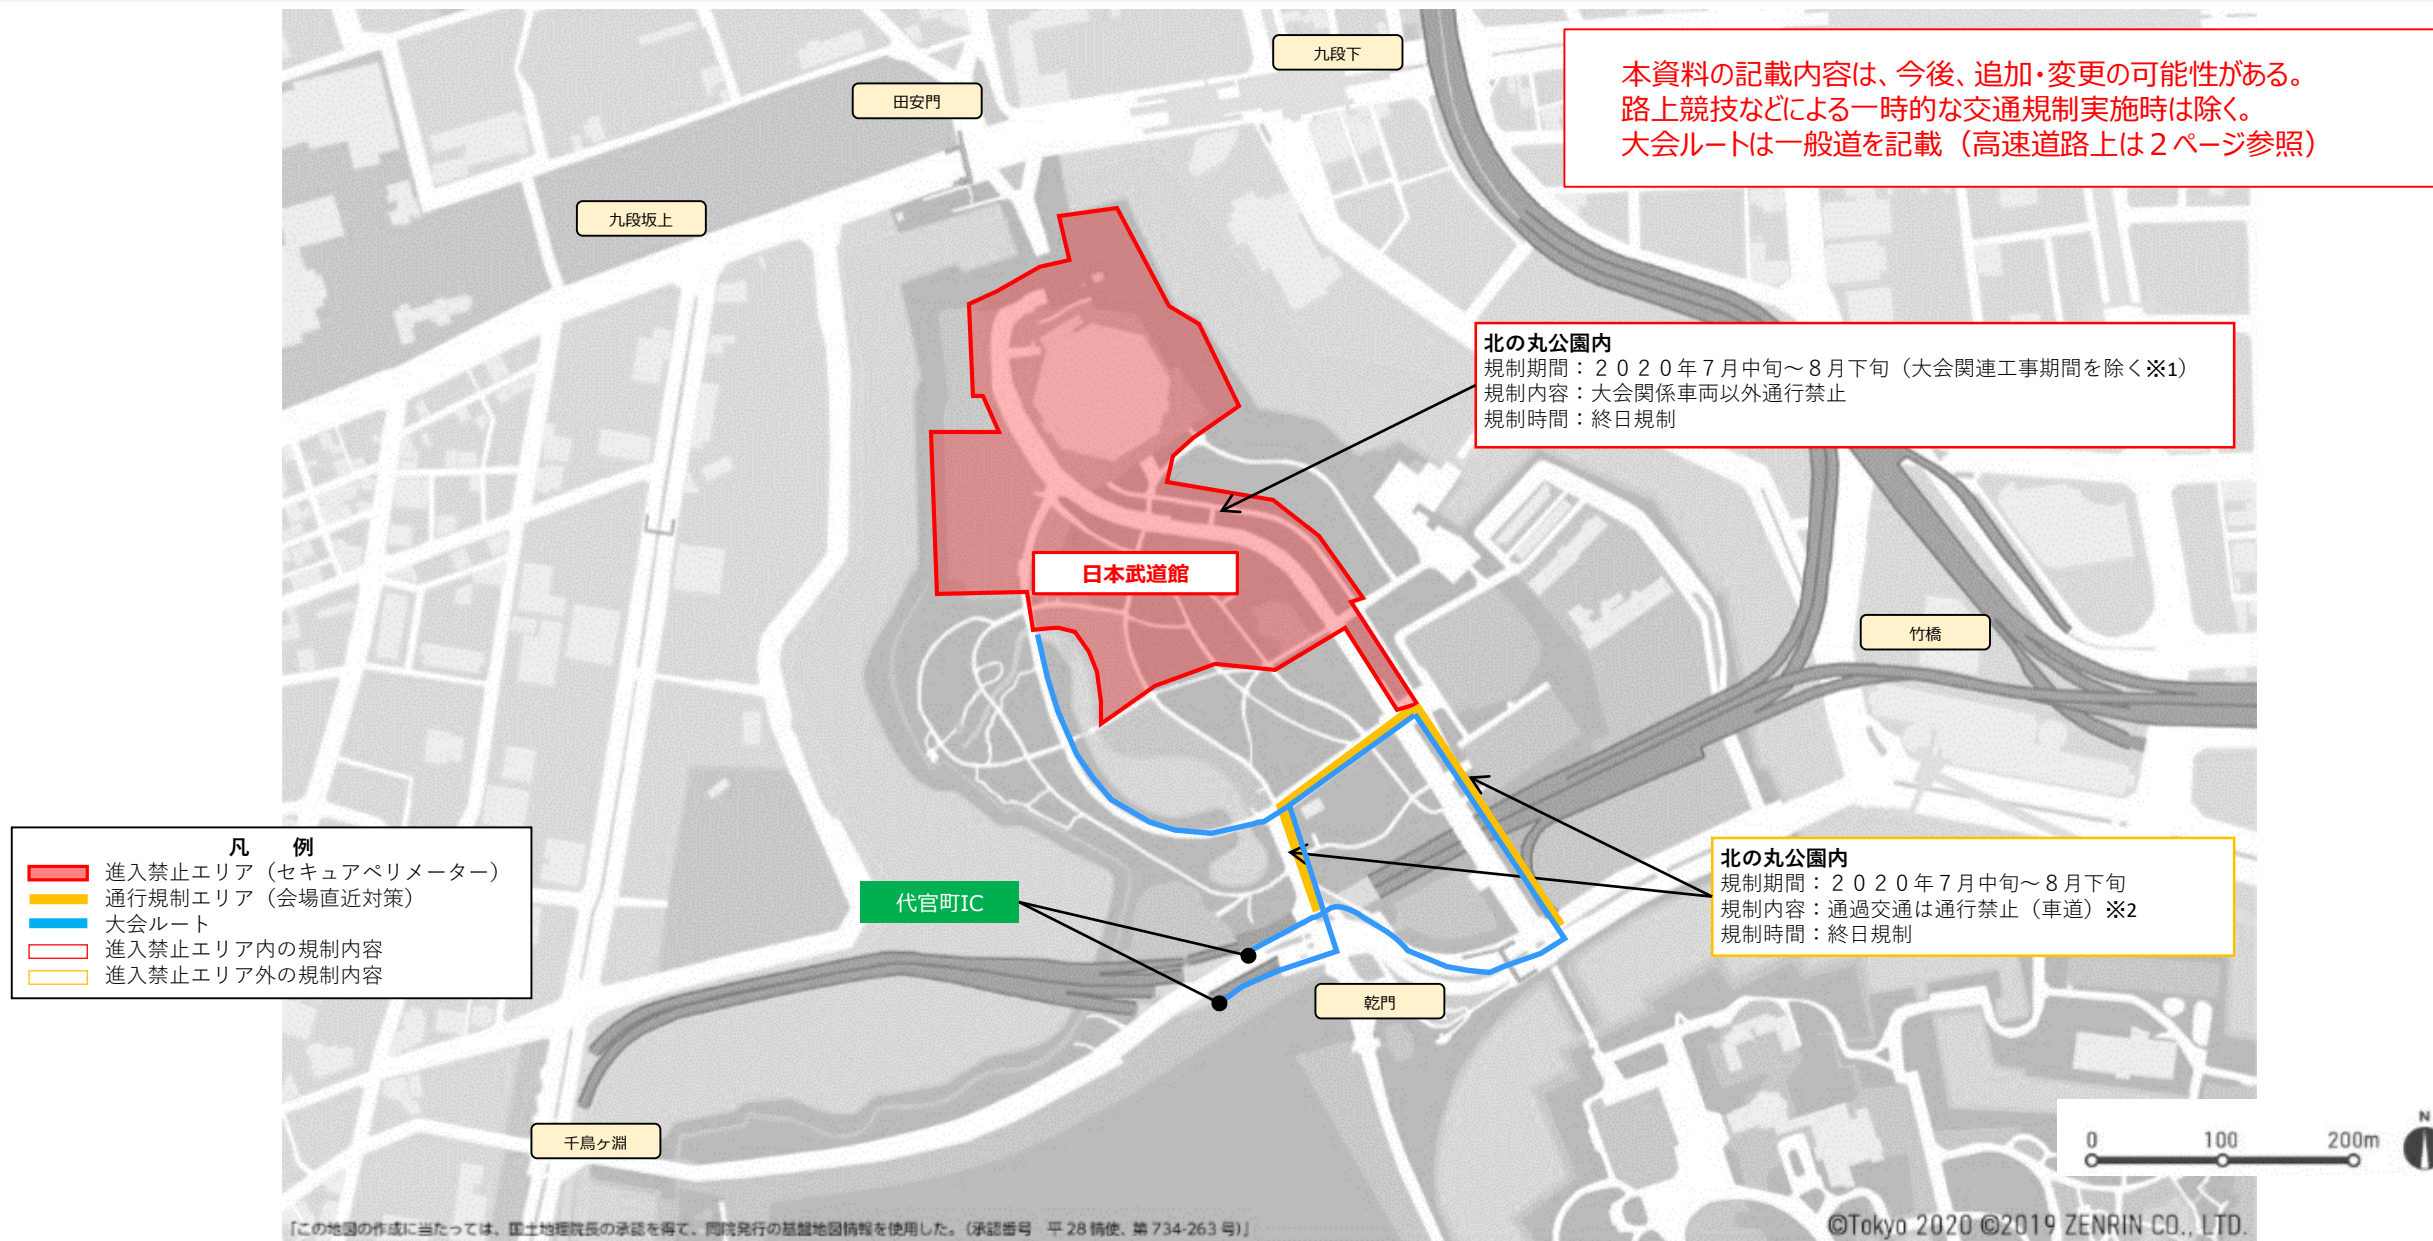 九段下
田安門
九段坂上
本資料の記載内容は、今後、追加・変更の可能性がある。
路上競技などによる一時的な交通規制実施時は除く。
大会ルートは一般道を記載（高速道路上は２ページ参照）
北の丸公園内
規制期間：２０２０年７月中旬～８月下旬（大会関連工事期間を除く※1）
規制内容：大会関係車両以外通行禁止
規制時間：終日規制
日本武道館
竹橋
北の丸公園内
規制期間：２０２０年７月中旬～８月下旬
規制内容：通過交通は通行禁止（車道）※2
規制時間：終日規制
凡　例
進入禁止エリア（セキュアペリメーター）
通行規制エリア（会場直近対策）
大会ルート
進入禁止エリア内の規制内容
進入禁止エリア外の規制内容
代官町IC
乾門
千鳥ヶ淵
0 100 200m
N
「この地図の作成に当たっては、国土地理院長の承認を得て、同院発行の基盤地図情報を使用した。（承認番号　平 28 情使、第 734-263 号）」
©Tokyo 2020 ©2019 ZENRIN CO., LTD.